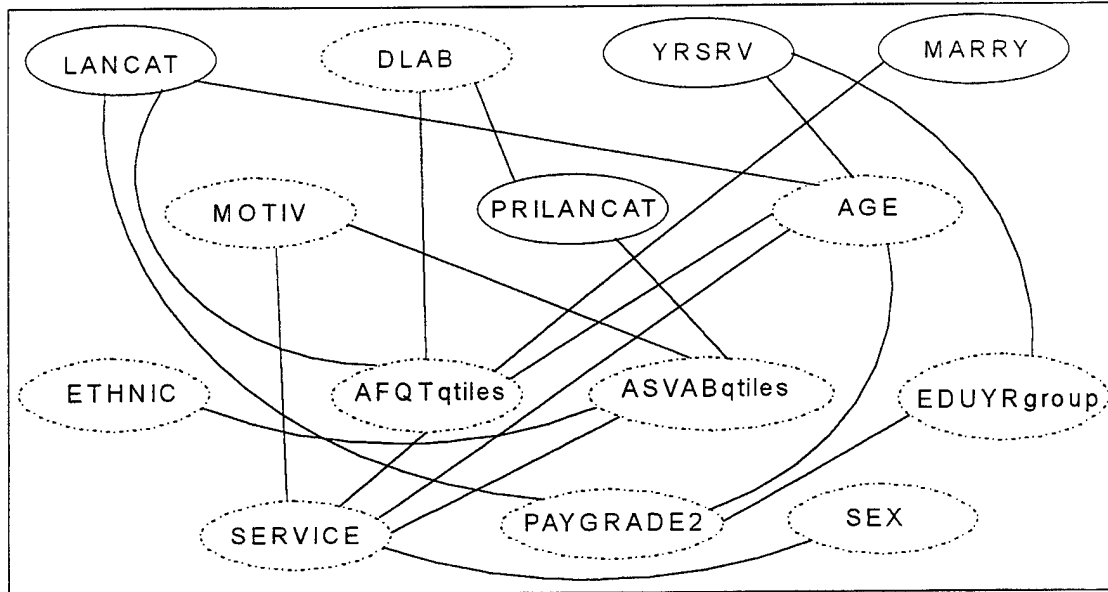 LANCAT
DLAB
YRSRV
MARRY
MOTIV
PRILANCAT
AGE
ETHNIC
AFQTqtiles
ASVABqtiles
EDUYRgroup
SERVICE
PAYGRADE2
SEX